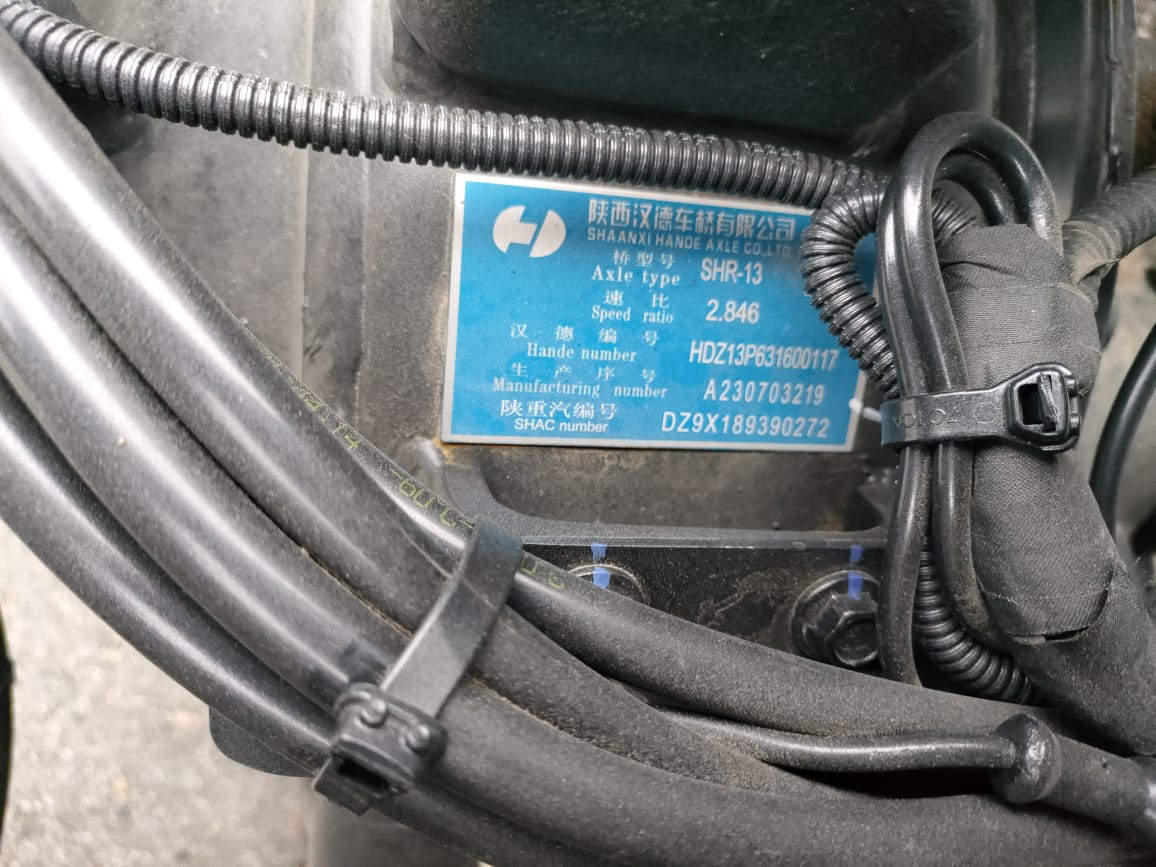 陕西汉德车桥有限公司
SHAANXI HANDE AXLE CO.,LTD
桥型号
Axle type SHR-13
速比
Speed ratio 2.846
汉德编号
Hande number HDZ13P631600117
生产序号
Manufacturing number A230703219
陕重汽编号
SHAC number DZ9X189390272